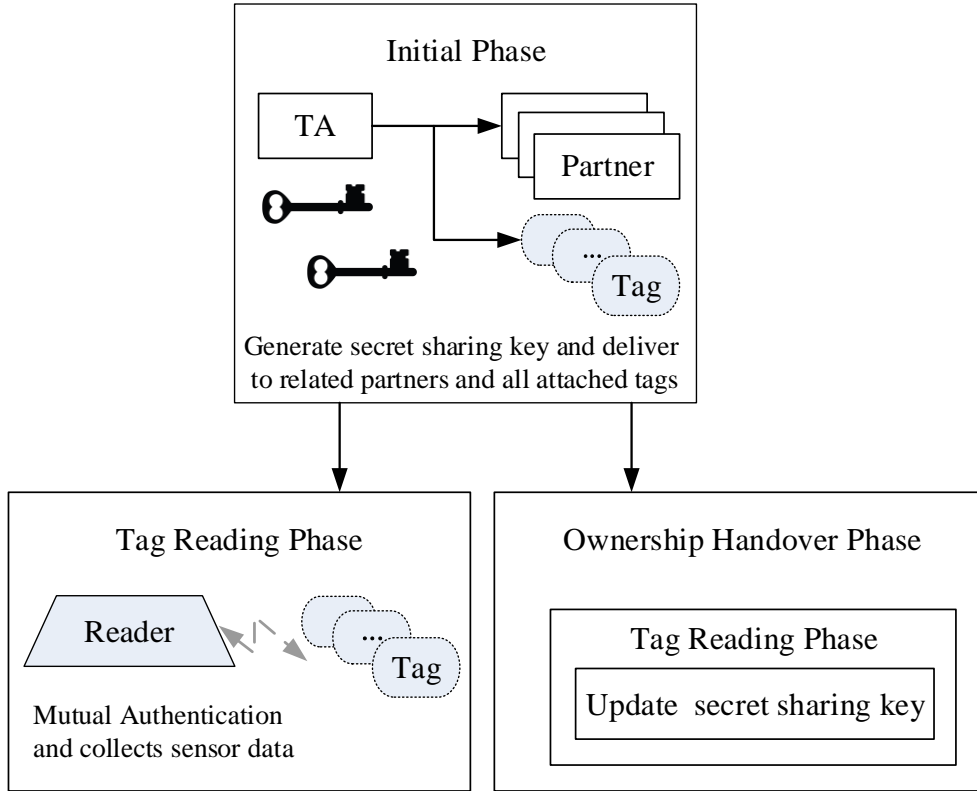 Initial Phase
TA
Partner
...
Tag
Generate secret sharing key and deliver
to related partners and all attached tags
Tag Reading Phase
Reader
...
Tag
Mutual Authentication
and collects sensor data
Ownership Handover Phase
Tag Reading Phase
Update secret sharing key